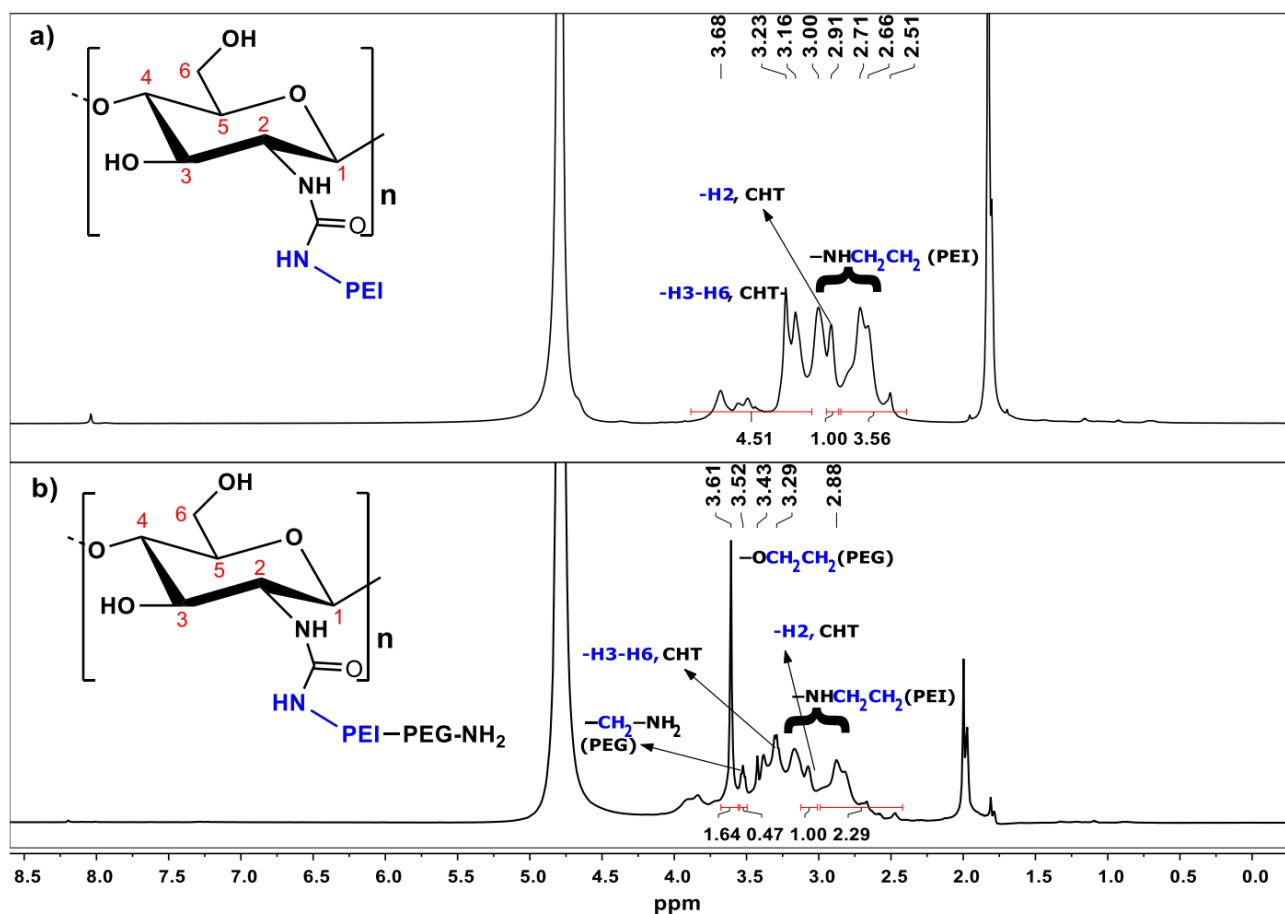 a)
OH
6
4
O
O
5
2
HO
3
1
NH
n
O
HN
PEI
3.68
3.23
3.16
3.00
2.91
2.71
2.66
2.51
-H2, CHT
–NHCH2CH2 (PEI)
-H3-H6, CHT-
4.51 1.00 3.56
b)
OH
6
4
O
O
5
2
HO
3
1
NH
n
O
HN
PEI–PEG-NH2
3.61
3.52
3.43
3.29
2.88
–OCH2CH2(PEG)
-H2, CHT
-H3-H6, CHT
–NHCH2CH2(PEI)
–CH2–NH2
(PEG)
1.64 0.47 1.00 2.29
8.5 8.0 7.5 7.0 6.5 6.0 5.5 5.0 4.5 4.0 3.5 3.0 2.5 2.0 1.5 1.0 0.5 0.0
ppm